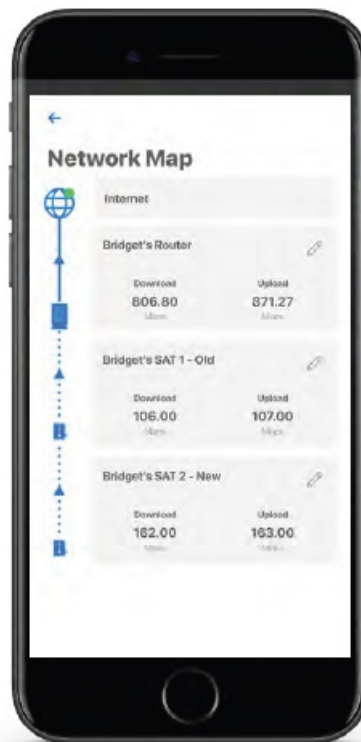 Network Map
Internet
Bridget's Router
Download Upload
806.80 871.27
Bridget's SAT 1 - Old
Download Upload
106.00 107.00
Bridget's SAT 2 - New
Download Upload
162.00 163.00